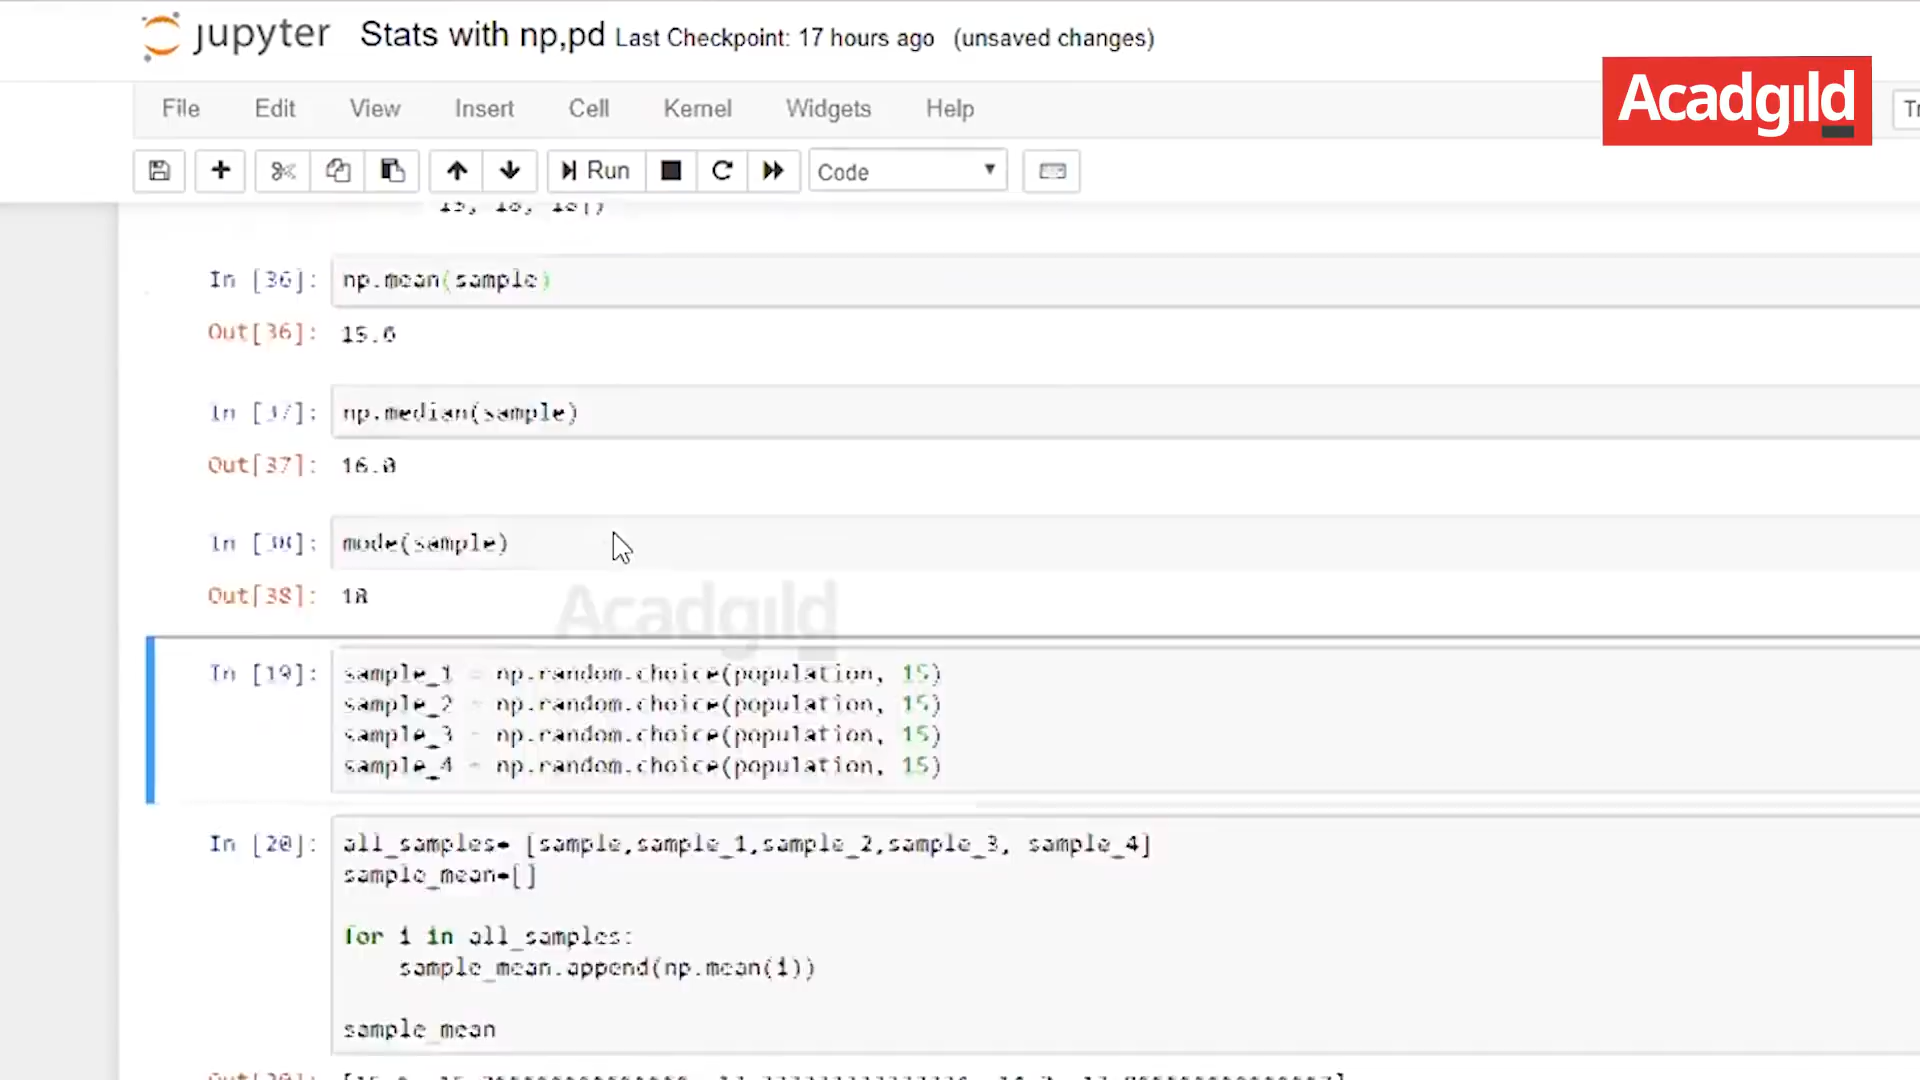 jupyter Stats with np,pd Last Checkpoint: 17 hours ago (unsaved changes)
Acadgild
File Edit View Insert Cell Kernel Widgets Help
Run Code
In [36]: np.mean(sample)
Out[36]: 15.6
In [37]: np.median(sample)
Out[37]: 16.0
In [38]: mode(sample)
Out[38]: 18
Acadgild
In [19]: sample_1 = np.random.choice(population, 15)
sample_2 = np.random.choice(population, 15)
sample_3 = np.random.choice(population, 15)
sample_4 = np.random.choice(population, 15)
In [20]: all_samples= [sample,sample_1,sample_2,sample_3, sample_4]
sample_mean=[]
for i in all_samples:
sample_mean.append(np.mean(i))
sample_mean